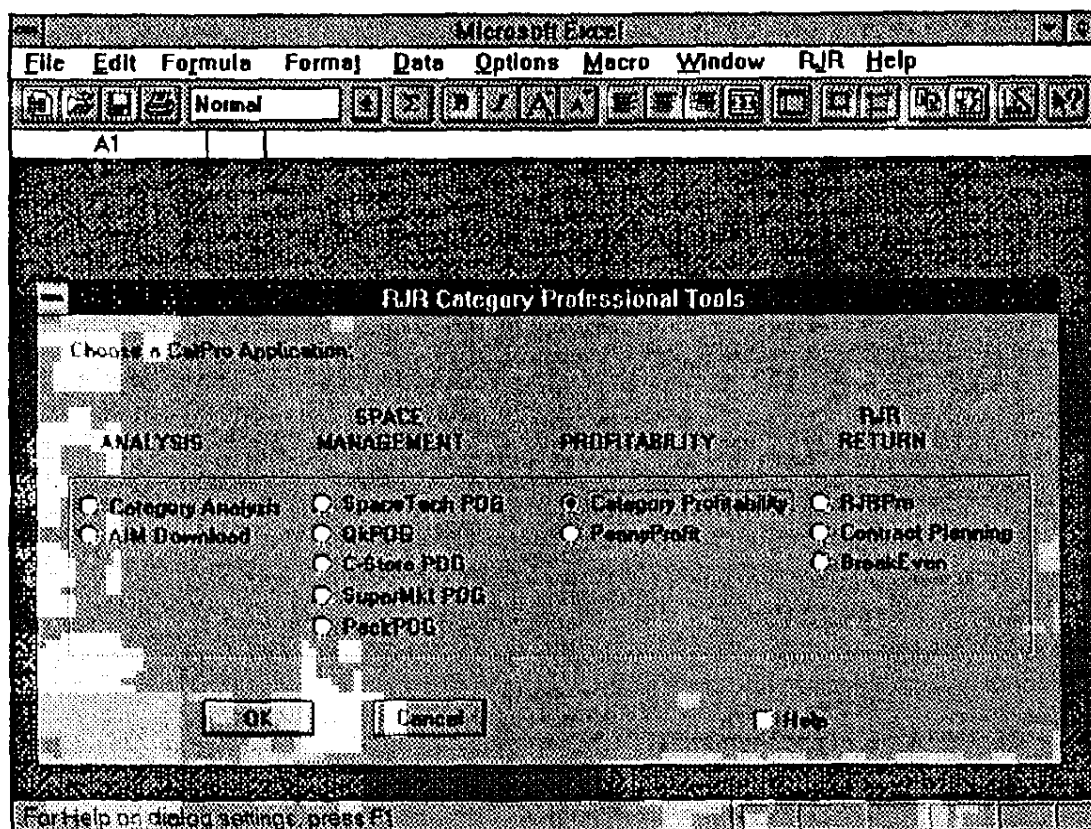 Microsoft Excel
File Edit Formula Format Data Options Macro Window RJR Help
Normal Σ B I A A
A1
RJR Category Professional Tools
Choose a CatPro Application:
ANALYSIS
SPACE MANAGEMENT
PROFITABILITY
RJR RETURN
Category Analysis
AIM Download
SpaceTech POG
QkPOG
C-Store POG
SuperMkt POG
PackPOG
Category Profitability
PennyProfit
RJRPro
Contract Planning
BreakEven
OK Cancel Help
For Help on dialog settings, press F1